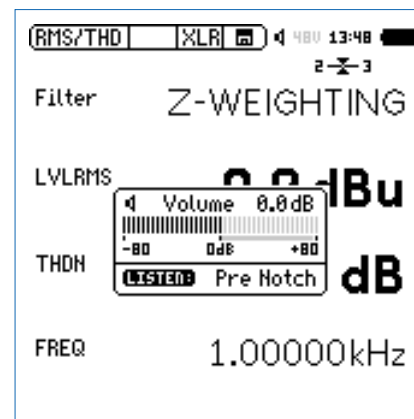 RMS/THD XLR 48V 13:48
2 3
Filter Z-WEIGHTING
LVLRMS dBu
Volume 0.0dB
-80 0dB +80
THDN dB
LISTEN: Pre Notch
FREQ 1.00000kHz